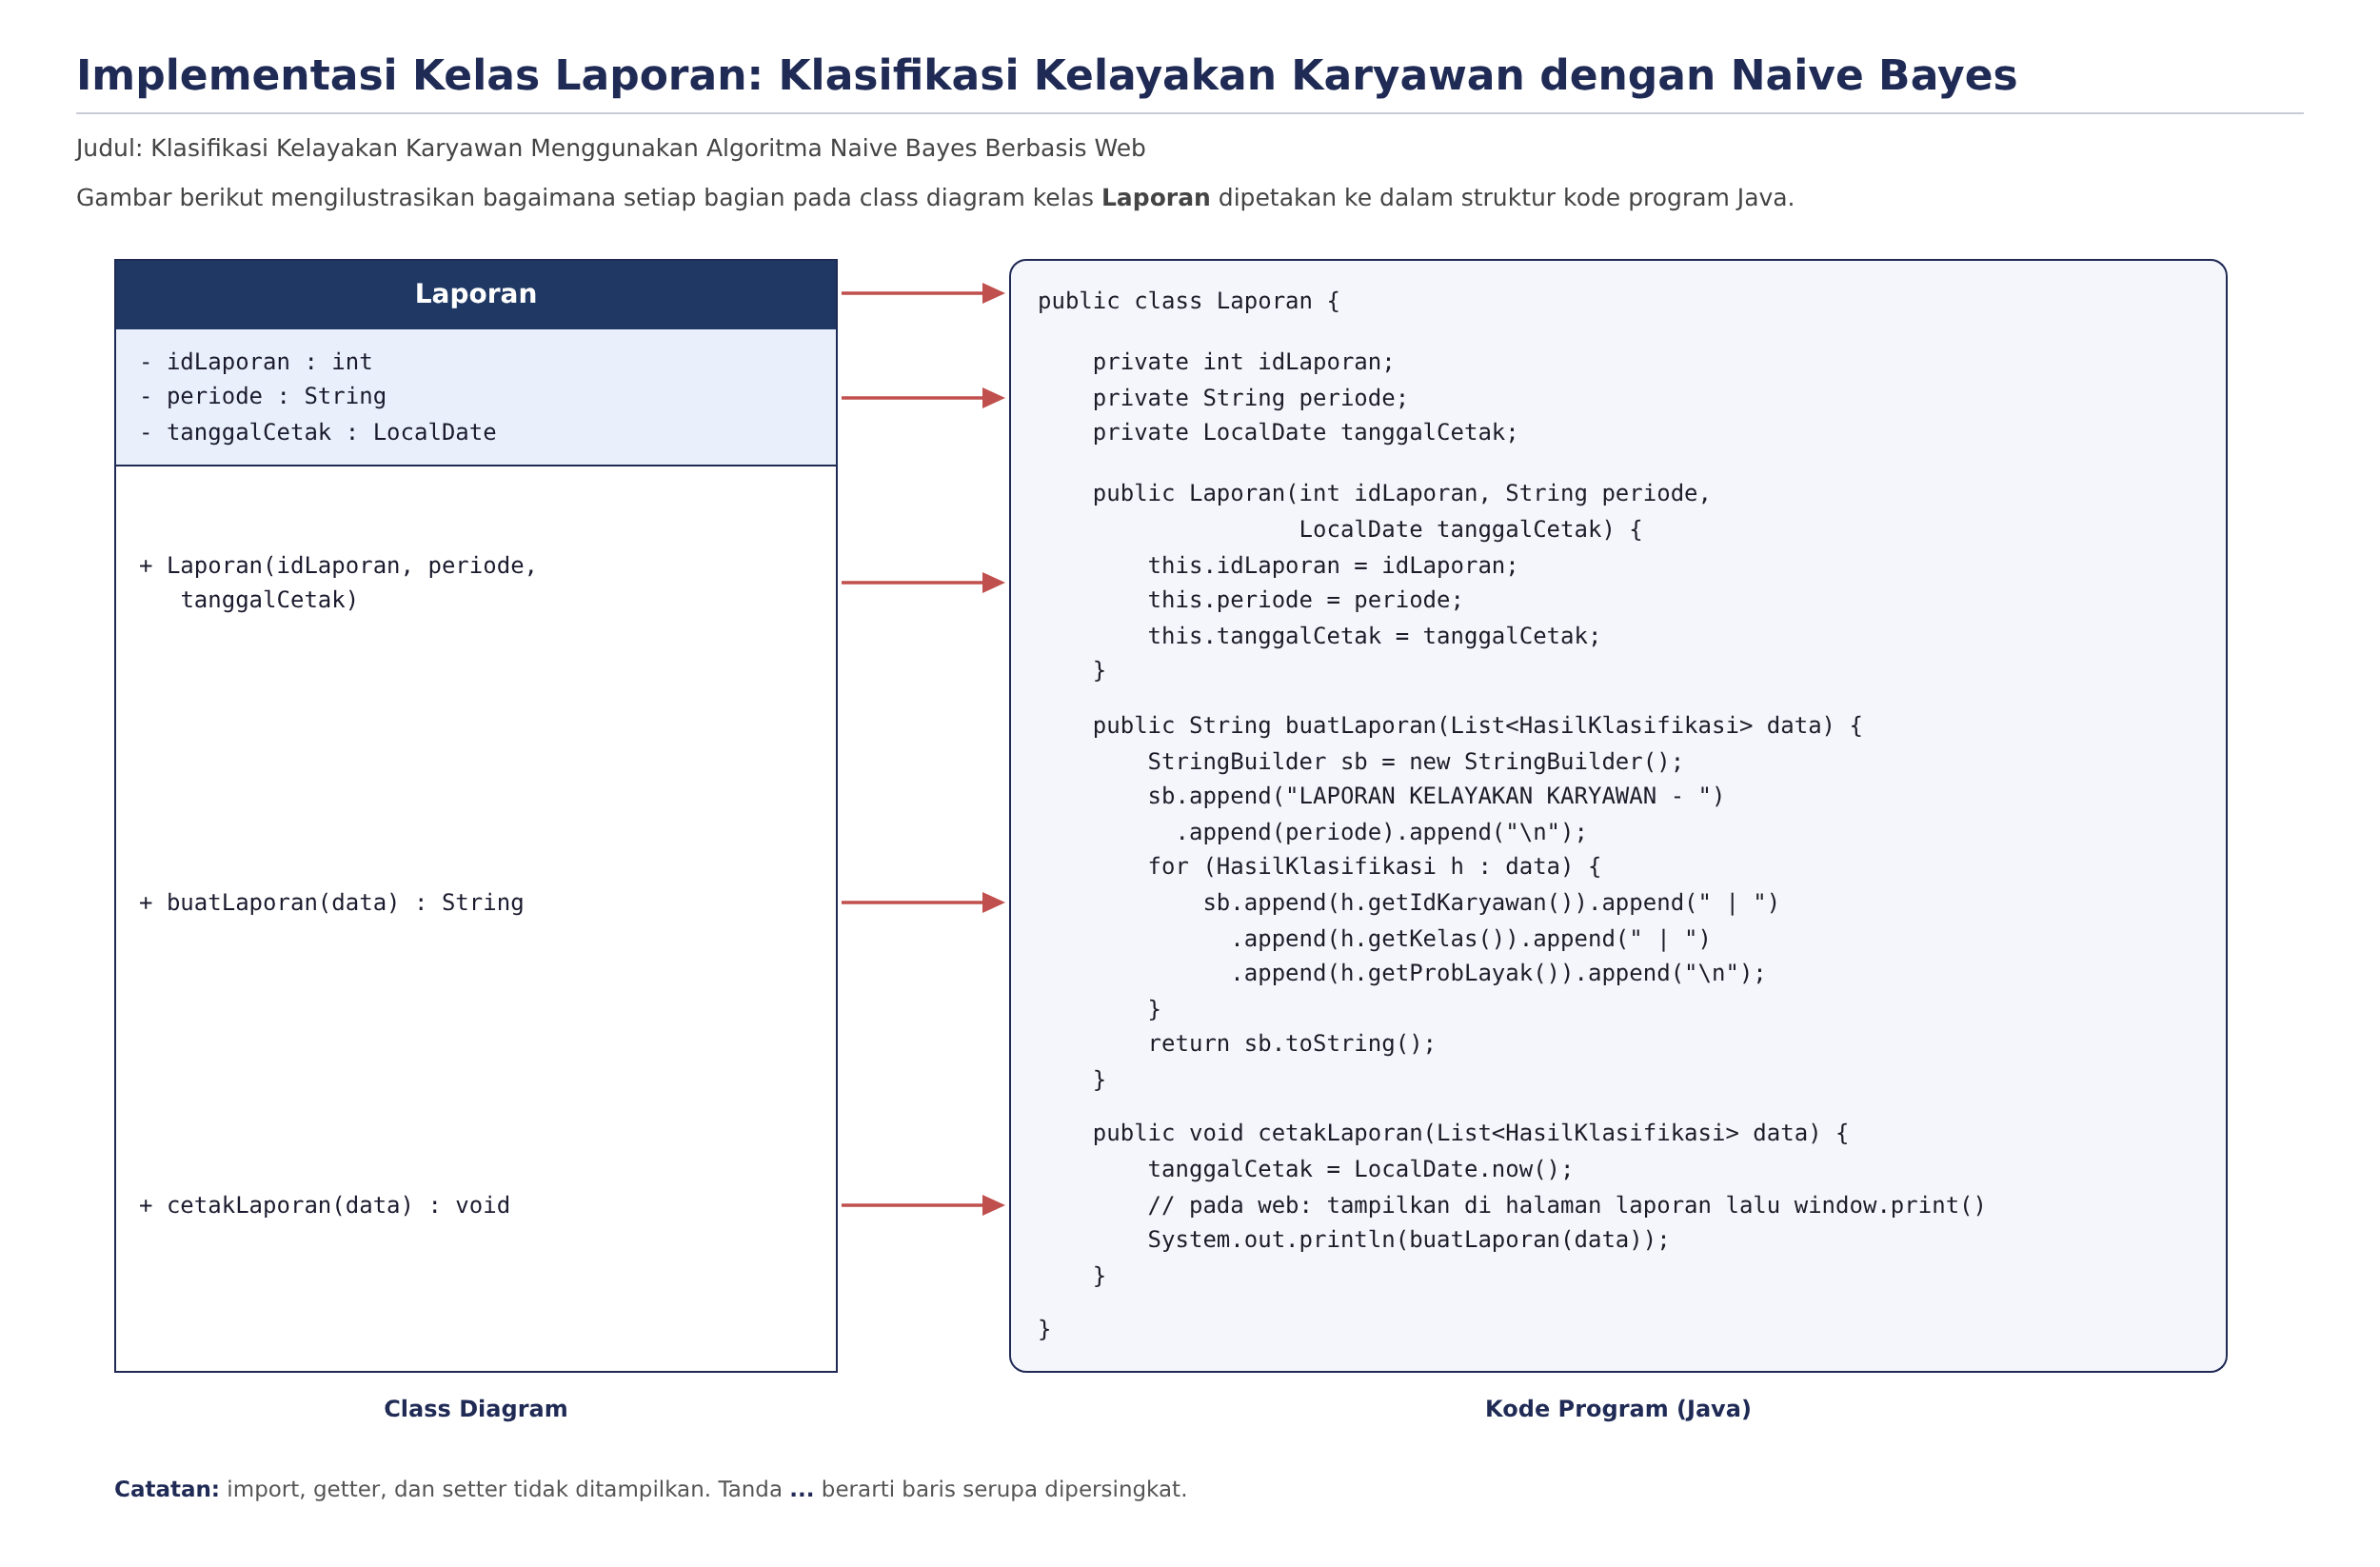 Implementasi Kelas Laporan: Klasifikasi Kelayakan Karyawan dengan Naive Bayes
Judul: Klasifikasi Kelayakan Karyawan Menggunakan Algoritma Naive Bayes Berbasis Web
Gambar berikut mengilustrasikan bagaimana setiap bagian pada class diagram kelas Laporan dipetakan ke dalam struktur kode program Java.
Laporan
- idLaporan : int
- periode : String
- tanggalCetak : LocalDate
+ Laporan(idLaporan, periode,
   tanggalCetak)
+ buatLaporan(data) : String
+ cetakLaporan(data) : void
Class Diagram
public class Laporan {
    private int idLaporan;
    private String periode;
    private LocalDate tanggalCetak;
    public Laporan(int idLaporan, String periode,
                   LocalDate tanggalCetak) {
        this.idLaporan = idLaporan;
        this.periode = periode;
        this.tanggalCetak = tanggalCetak;
    }
    public String buatLaporan(List<HasilKlasifikasi> data) {
        StringBuilder sb = new StringBuilder();
        sb.append("LAPORAN KELAYAKAN KARYAWAN - ")
          .append(periode).append("\n");
        for (HasilKlasifikasi h : data) {
            sb.append(h.getIdKaryawan()).append(" | ")
              .append(h.getKelas()).append(" | ")
              .append(h.getProbLayak()).append("\n");
        }
        return sb.toString();
    }
    public void cetakLaporan(List<HasilKlasifikasi> data) {
        tanggalCetak = LocalDate.now();
        // pada web: tampilkan di halaman laporan lalu window.print()
        System.out.println(buatLaporan(data));
    }
}
Kode Program (Java)
Catatan: import, getter, dan setter tidak ditampilkan. Tanda ... berarti baris serupa dipersingkat.